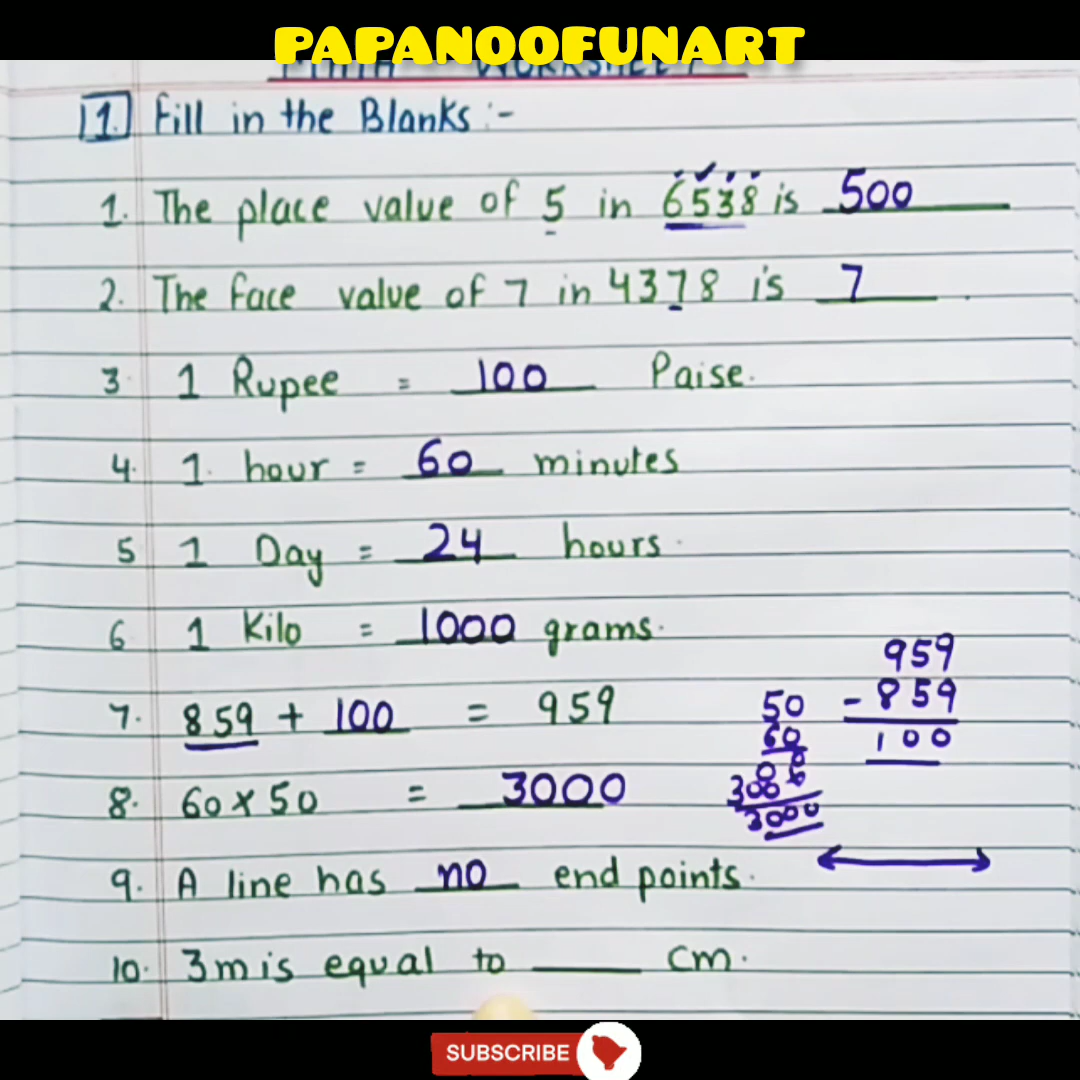 PAPANOOFUNART
MATH WORKSHEET
1. Fill in the Blanks :-
1. The place value of 5 in 6538 is 500
2. The face value of 7 in 4378 is 7.
3. 1 Rupee = 100 Paise.
4. 1. hour = 60 minutes
5 1 Day = 24 hours.
6 1 Kilo = 1000 grams.
959
7. 859 + 100 = 959
50 - 859
60 100
8. 60 x 50 = 3000
3000
9. A line has no end points.
10. 3m is equal to ____ cm.
SUBSCRIBE